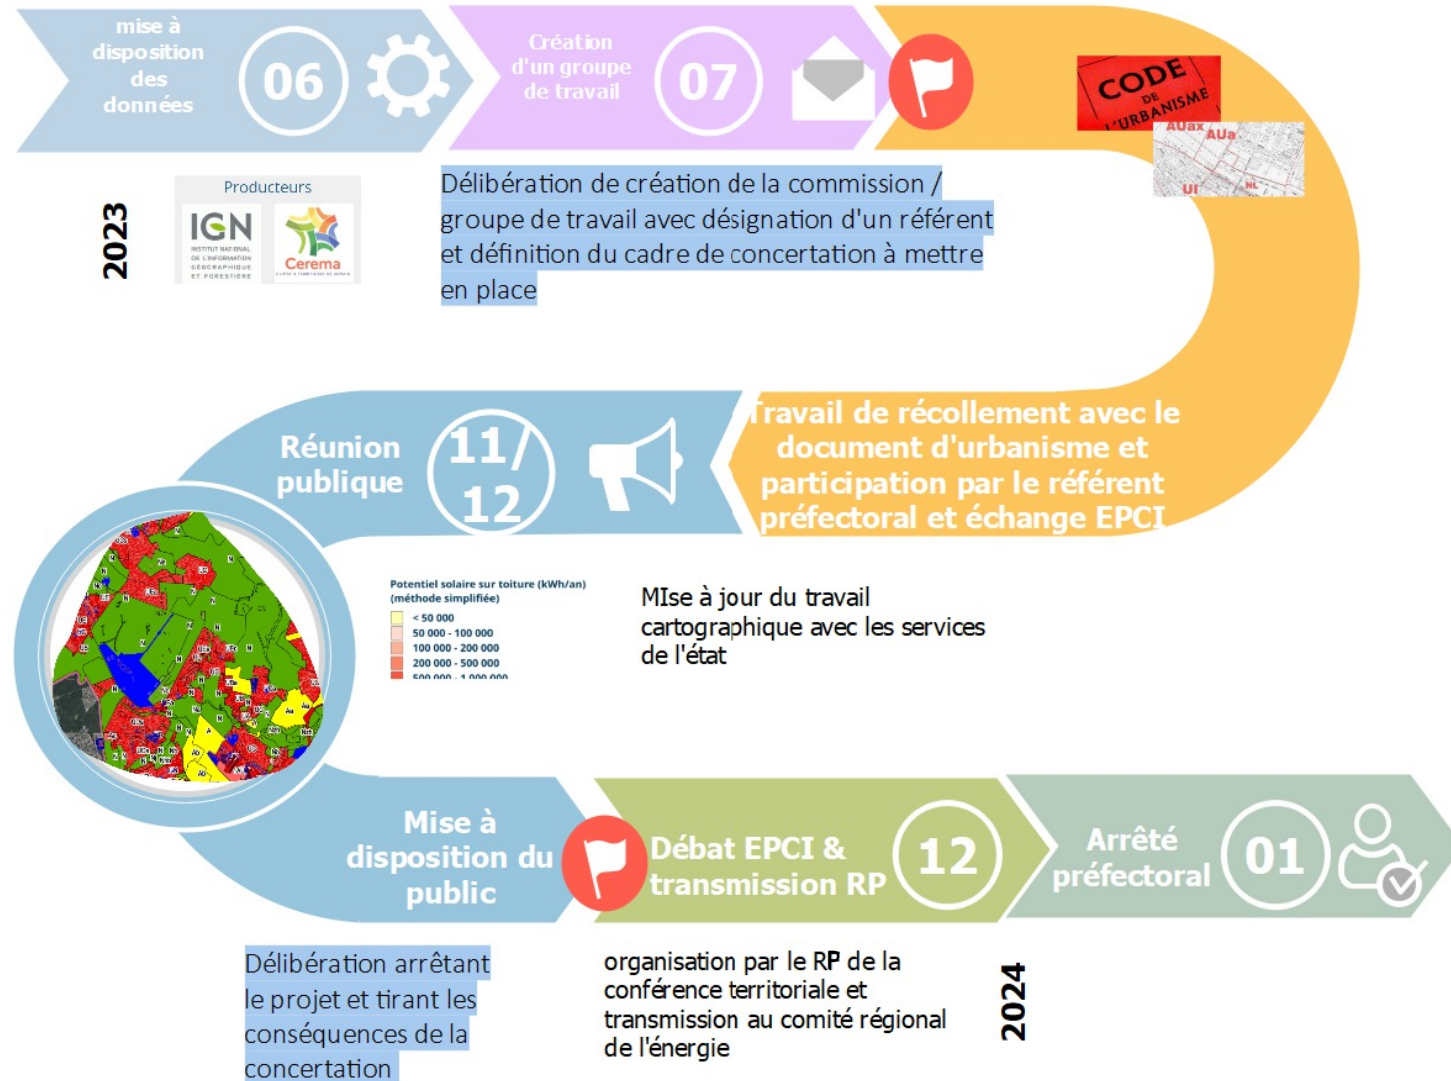 mise à
disposition
des
données
06
Création
d'un groupe
de travail
07
CODE
DE
L'URBANISME
AUax
AUa
UI
NL
2023
Producteurs
IGN
INSTITUT NATIONAL
DE L'INFORMATION
GÉOGRAPHIQUE
ET FORESTIÈRE
Cerema
Délibération de création de la commission /
groupe de travail avec désignation d'un référent
et définition du cadre de concertation à mettre
en place
Réunion
publique
11/
12
Travail de récollement avec le
document d'urbanisme et
participation par le référent
préfectoral et échange EPCI
Potentiel solaire sur toiture (kWh/an)
(méthode simplifiée)
< 50 000
50 000 - 100 000
100 000 - 200 000
200 000 - 500 000
500 000 - 1 000 000
MIse à jour du travail
cartographique avec les services
de l'état
Mise à
disposition du
public
Débat EPCI &
transmission RP
12
Arrêté
préfectoral
01
Délibération arrêtant
le projet et tirant les
conséquences de la
concertation
organisation par le RP de la
conférence territoriale et
transmission au comité régional
de l'énergie
2024